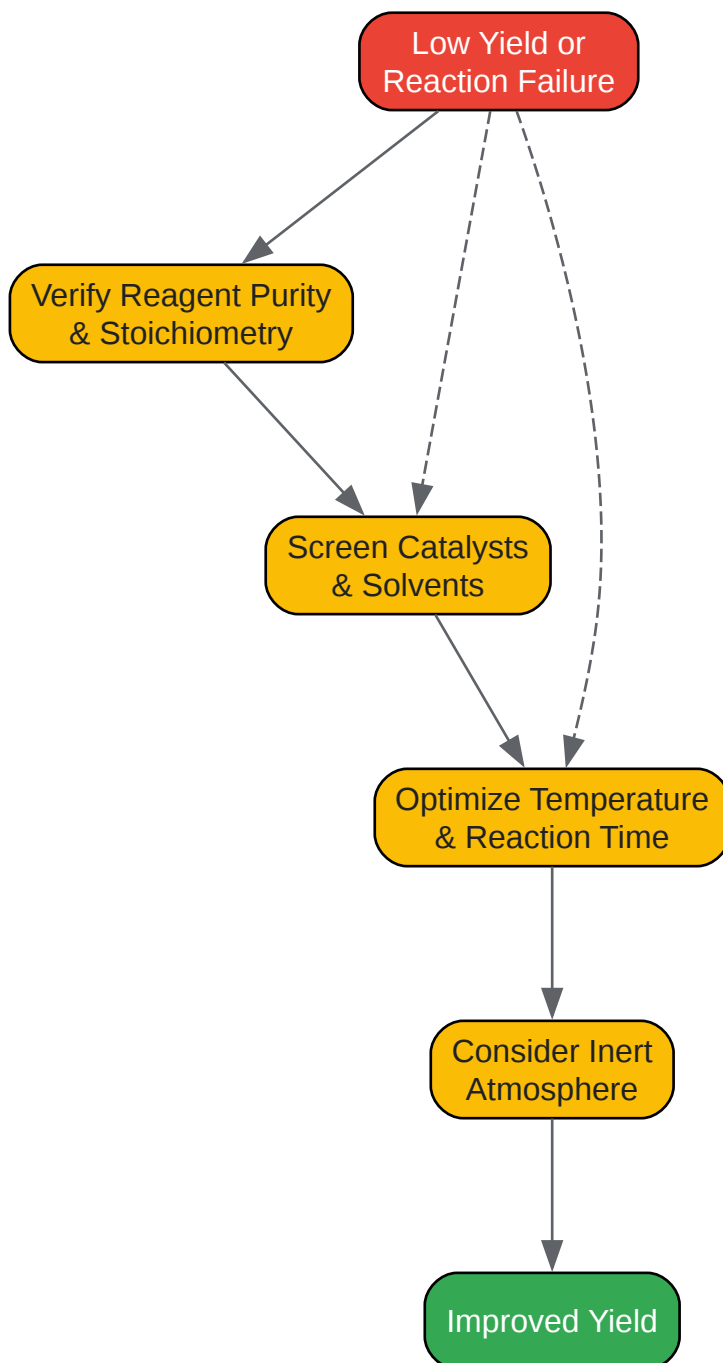 Low Yield or
Reaction Failure
Verify Reagent Purity
& Stoichiometry
Screen Catalysts
& Solvents
Optimize Temperature
& Reaction Time
Consider Inert
Atmosphere
Improved Yield